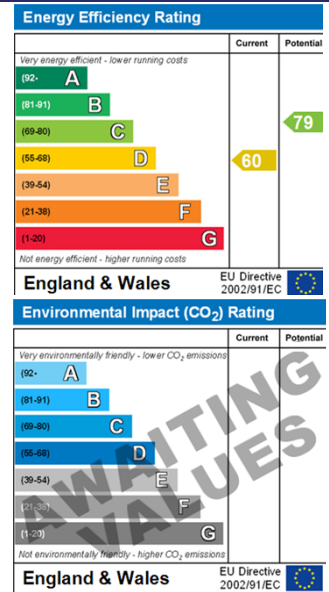 Energy Efficiency Rating
Current Potential
Very energy efficient - lower running costs
(92- A
(81-91) B
(69-80) C
(55-68) D
(39-54) E
(21-38) F
(1-20) G
60
79
Not energy efficient - higher running costs
England & Wales
EU Directive
2002/91/EC
Environmental Impact (CO2) Rating
Current Potential
Very environmentally friendly - lower CO2 emissions
(92- A
(81-91) B
(69-80) C
(55-68) D
(39-54) E
(21-38) F
(1-20) G
AWAITING
VALUES
Not environmentally friendly - higher CO2 emissions
England & Wales
EU Directive
2002/91/EC